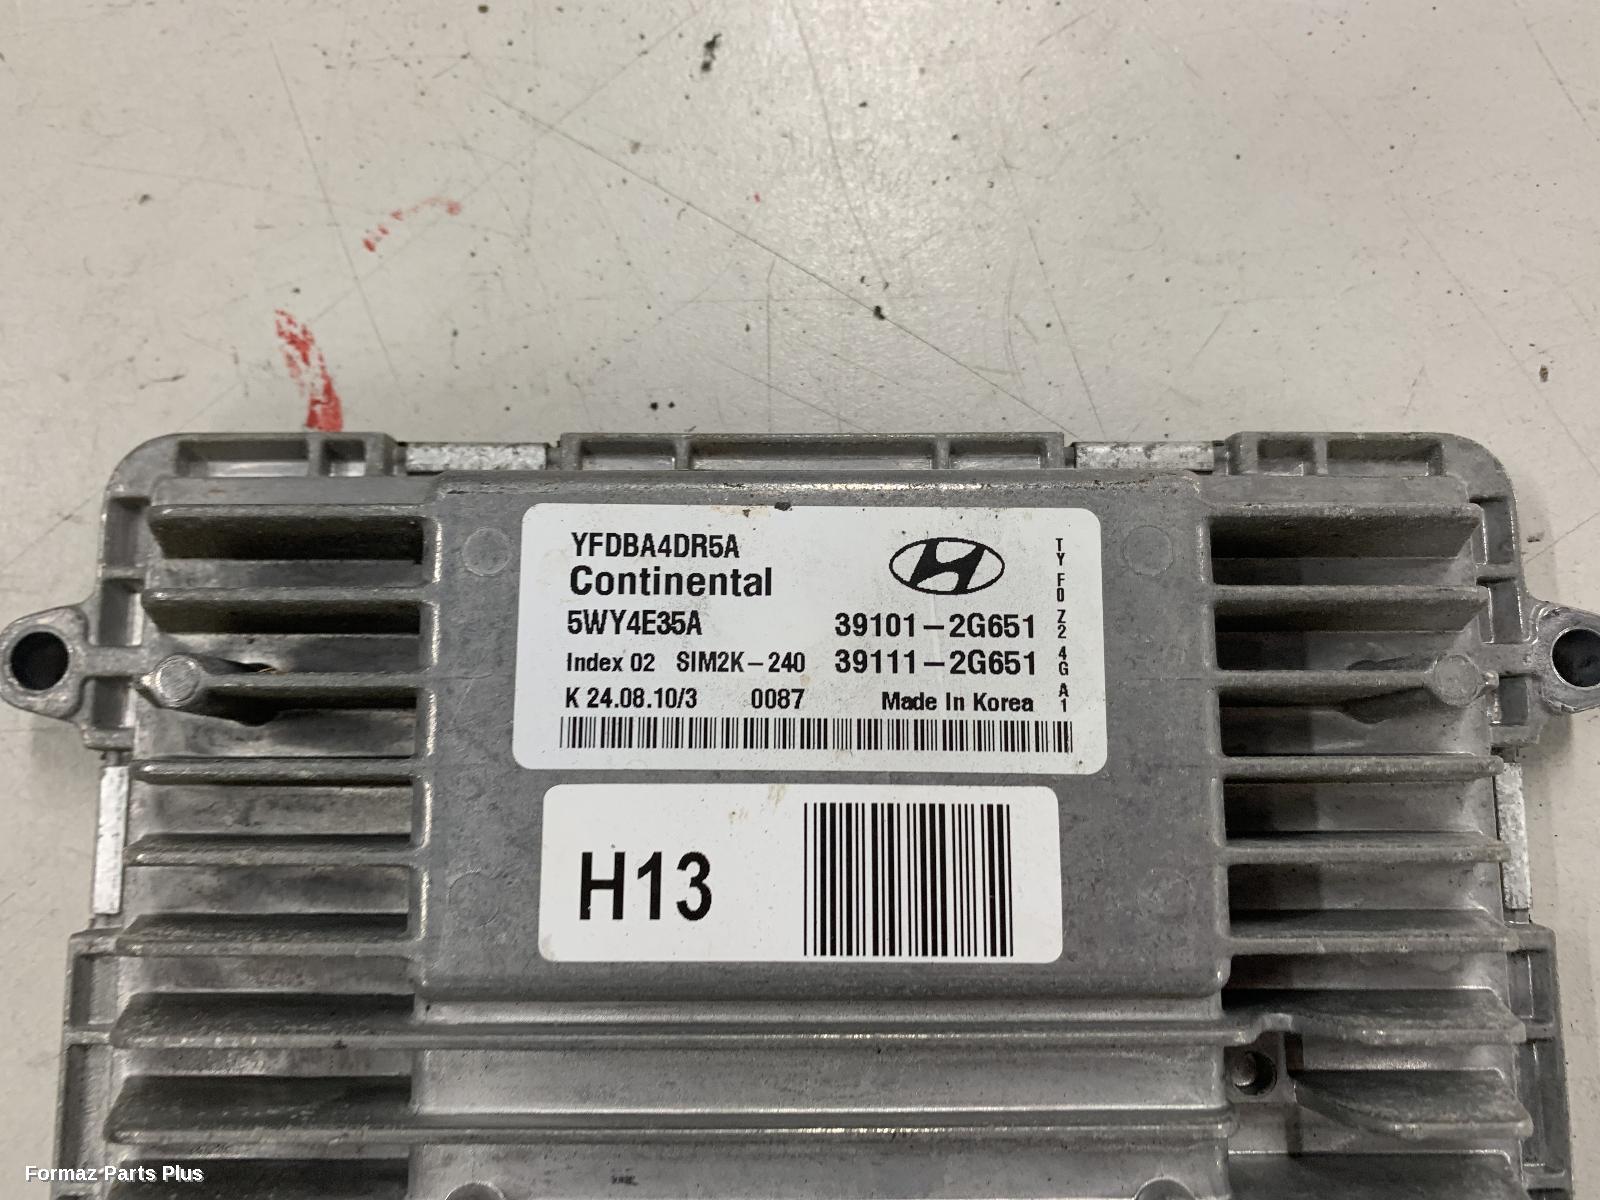 YFDBA4DR5A
Continental
5WY4E35A 39101-2G651
Index 02 SIM2K-240 39111-2G651
K 24.08.10/3 0087 Made In Korea
TY F0 Z2 4G A1
H13
Formaz Parts Plus